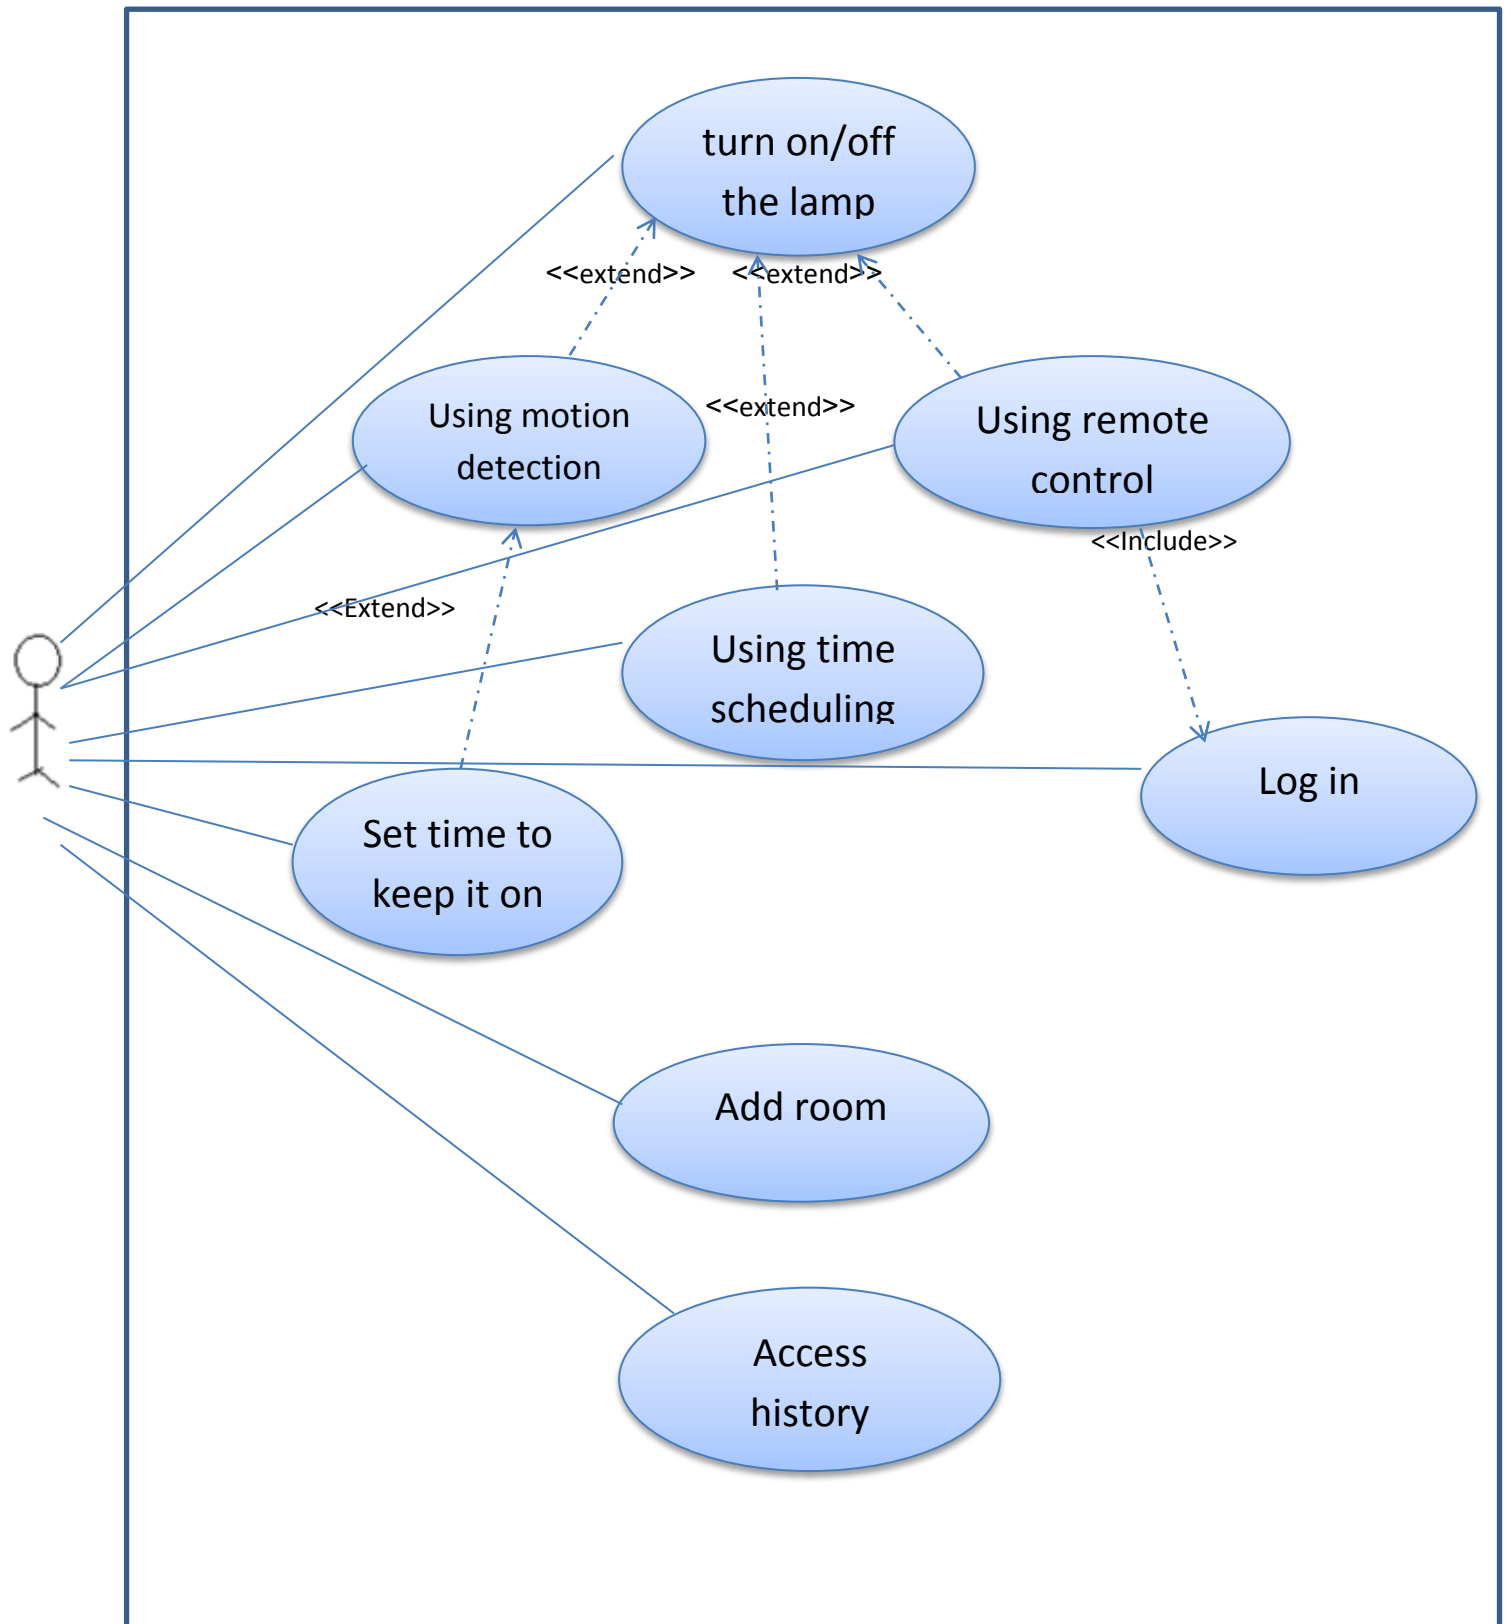 turn on/off
the lamp
<<extend>>
<<extend>>
Using motion
detection
<<extend>>
Using remote
control
<<Include>>
<<Extend>>
Using time
scheduling
Log in
Set time to
keep it on
Add room
Access
history